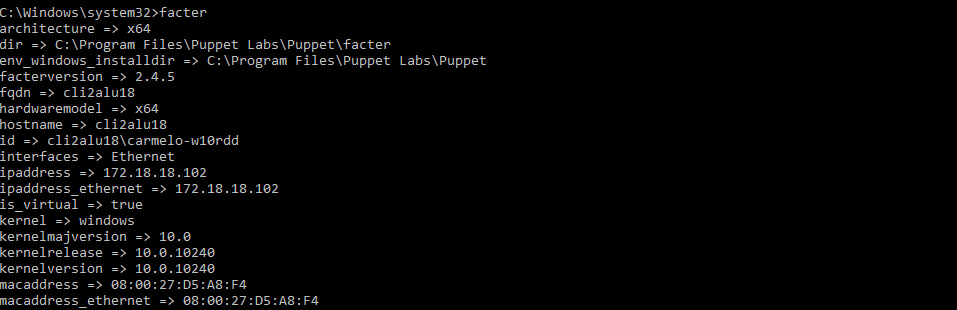 C:\Windows\system32>facter
architecture => x64
dir => C:\Program Files\Puppet Labs\Puppet\facter
env_windows_installdir => C:\Program Files\Puppet Labs\Puppet
facterversion => 2.4.5
fqdn => cli2alu18
hardwaremodel => x64
hostname => cli2alu18
id => cli2alu18\carmelo-w10rdd
interfaces => Ethernet
ipaddress => 172.18.18.102
ipaddress_ethernet => 172.18.18.102
is_virtual => true
kernel => windows
kernelmajversion => 10.0
kernelrelease => 10.0.10240
kernelversion => 10.0.10240
macaddress => 08:00:27:D5:A8:F4
macaddress_ethernet => 08:00:27:D5:A8:F4